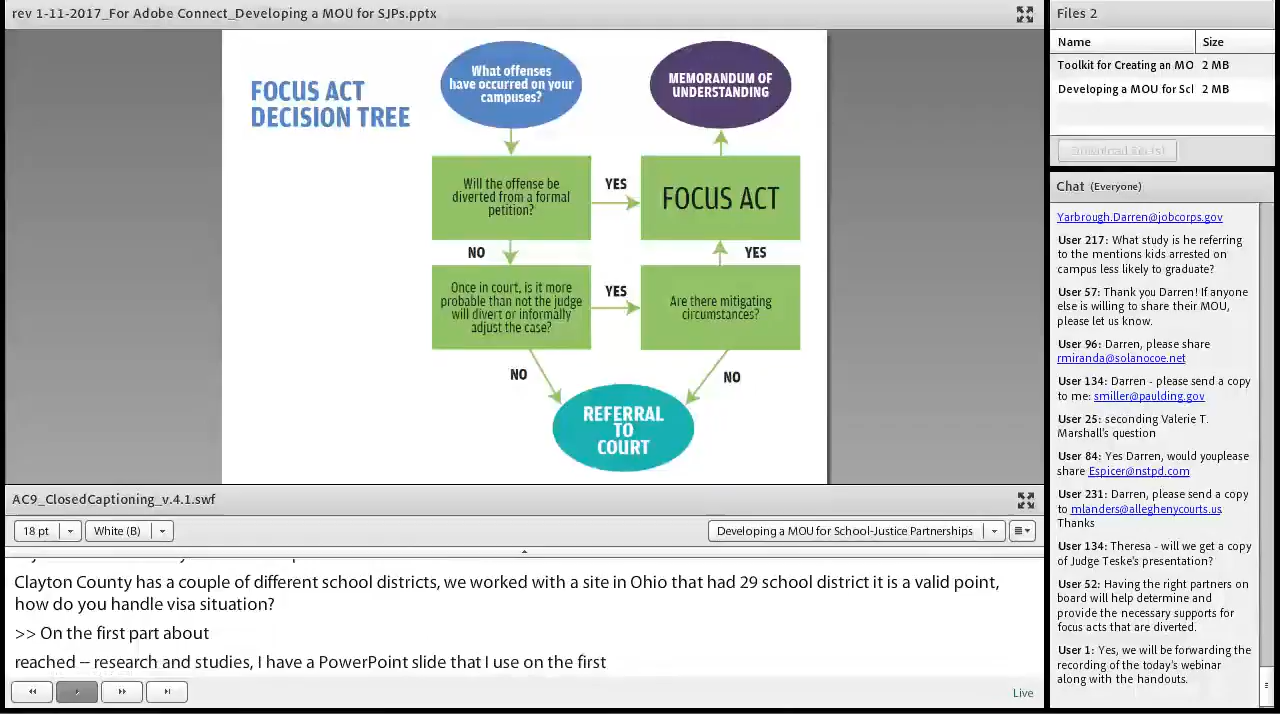 rev 1-11-2017_For Adobe Connect_Developing a MOU for SJPs.pptx
FOCUS ACT
DECISION TREE
What offenses
have occurred on your
campuses?
MEMORANDUM OF
UNDERSTANDING
Will the offense be
diverted from a formal
petition?
YES
FOCUS ACT
NO
YES
Once in court, is it more
probable than not the judge
will divert or informally
adjust the case?
YES
Are there mitigating
circumstances?
NO
NO
REFERRAL
TO
COURT
AC9_ClosedCaptioning_v.4.1.swf
18 pt
White (B)
Developing a MOU for School-Justice Partnerships
Clayton County has a couple of different school districts, we worked with a site in Ohio that had 29 school district it is a valid point,
how do you handle visa situation?
>> On the first part about
reached – research and studies, I have a PowerPoint slide that I use on the first
Live
Files 2
Name Size
Toolkit for Creating an MO 2 MB
Developing a MOU for Scl 2 MB
Download File(s)
Chat (Everyone)
Yarbrough.Darren@jobcorps.gov
User 217: What study is he referring
to the mentions kids arrested on
campus less likely to graduate?
User 57: Thank you Darren! If anyone
else is willing to share their MOU,
please let us know.
User 96: Darren, please share
rmiranda@solanocoe.net
User 134: Darren - please send a copy
to me: smiller@paulding.gov
User 25: seconding Valerie T.
Marshall's question
User 84: Yes Darren, would youplease
share Espicer@nstpd.com
User 231: Darren, please send a copy
to mlanders@alleghenycourts.us
Thanks
User 134: Theresa - will we get a copy
of Judge Teske's presentation?
User 52: Having the right partners on
board will help determine and
provide the necessary supports for
focus acts that are diverted.
User 1: Yes, we will be forwarding the
recording of the today's webinar
along with the handouts.